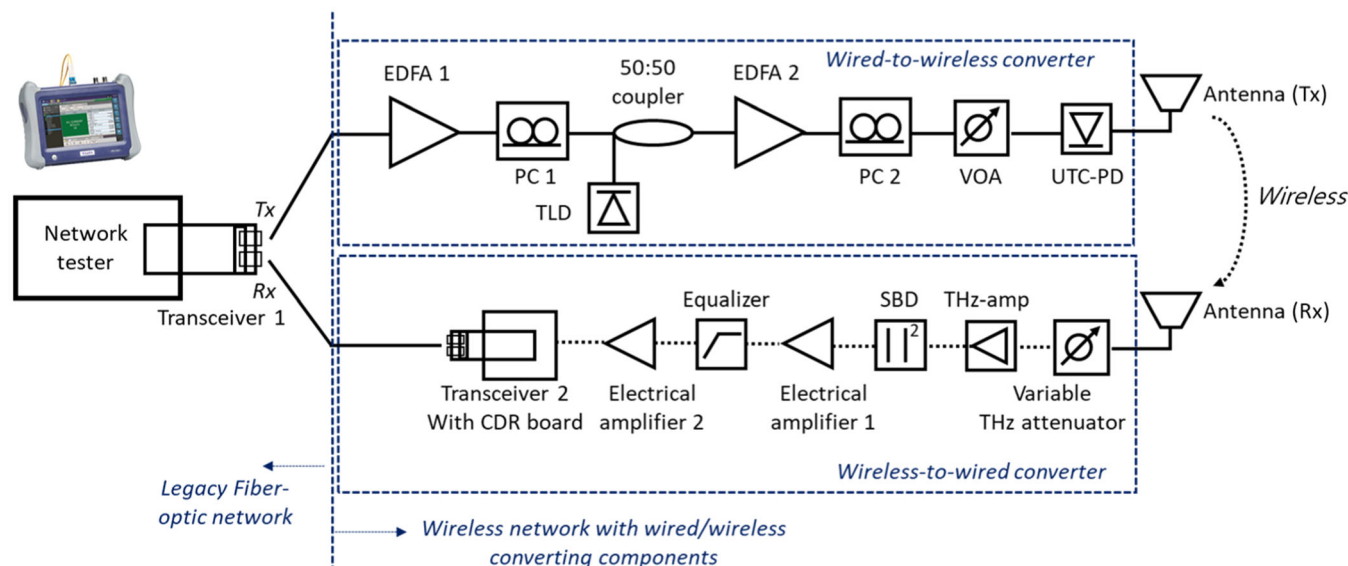 Wired-to-wireless converter
EDFA 1
50:50
coupler
EDFA 2
PC 1
TLD
PC 2
VOA
UTC-PD
Antenna (Tx)
Wireless
Network
tester
Tx
Rx
Transceiver 1
Equalizer
SBD
THz-amp
2
Antenna (Rx)
Transceiver 2
With CDR board
Electrical
amplifier 2
Electrical
amplifier 1
Variable
THz attenuator
Wireless-to-wired converter
Legacy Fiber-
optic network
Wireless network with wired/wireless
converting components